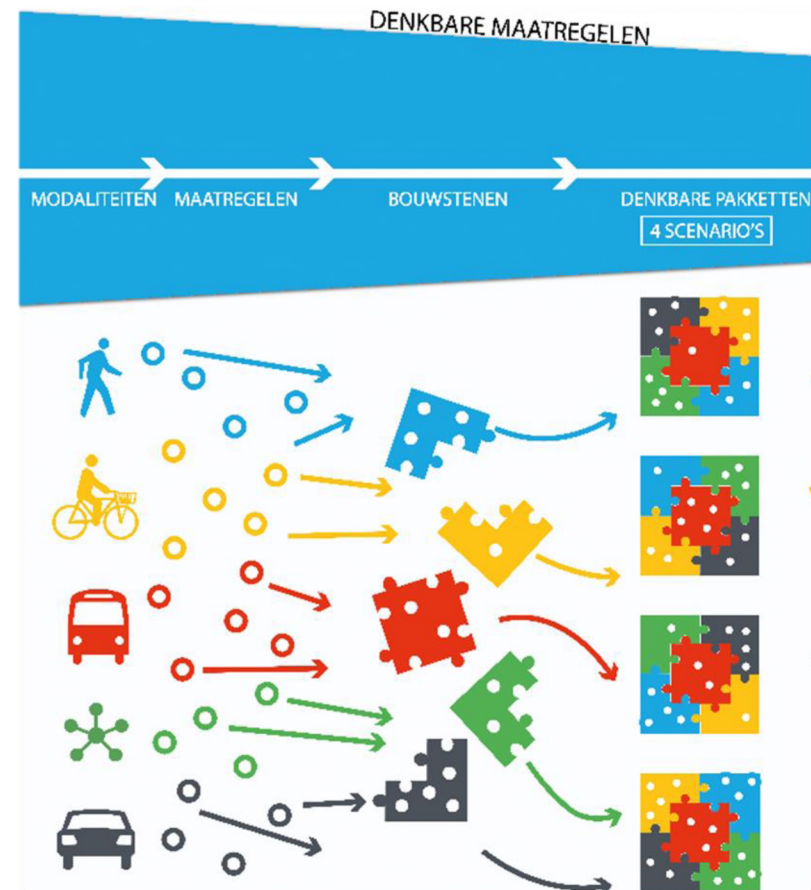 DENKBARE MAATREGELEN
MODALITEITEN
MAATREGELEN
BOUWSTENEN
DENKBARE PAKKETTEN
4 SCENARIO'S